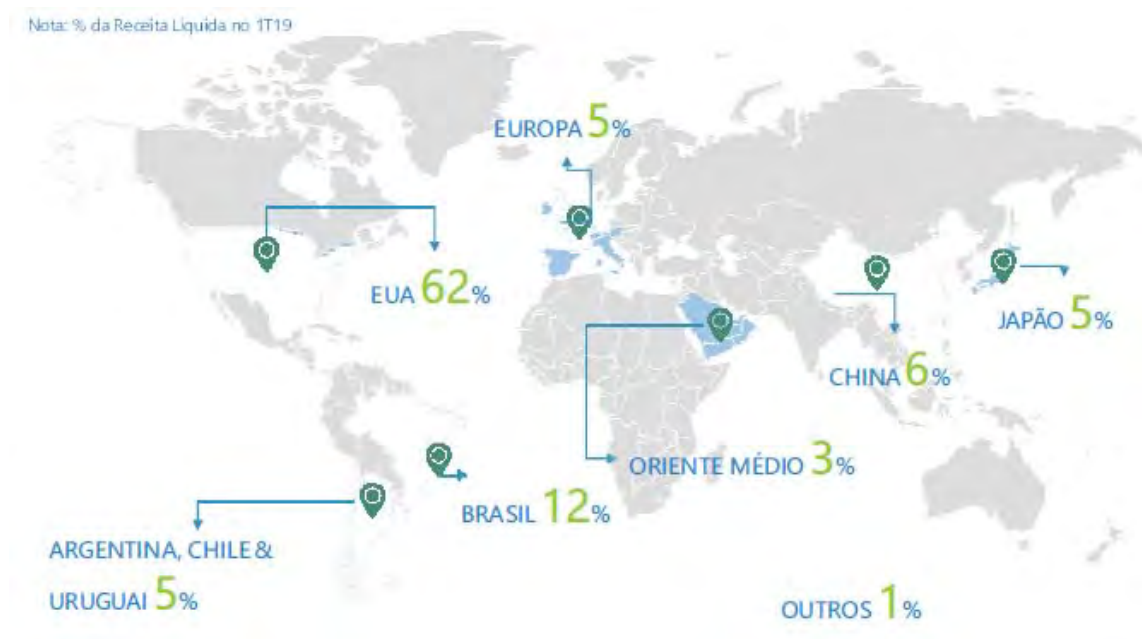 Nota: % da Receita Líquida no 1T19
EUROPA 5%
EUA 62%
JAPÃO 5%
CHINA 6%
ORIENTE MÉDIO 3%
BRASIL 12%
ARGENTINA, CHILE &
URUGUAI 5%
OUTROS 1%